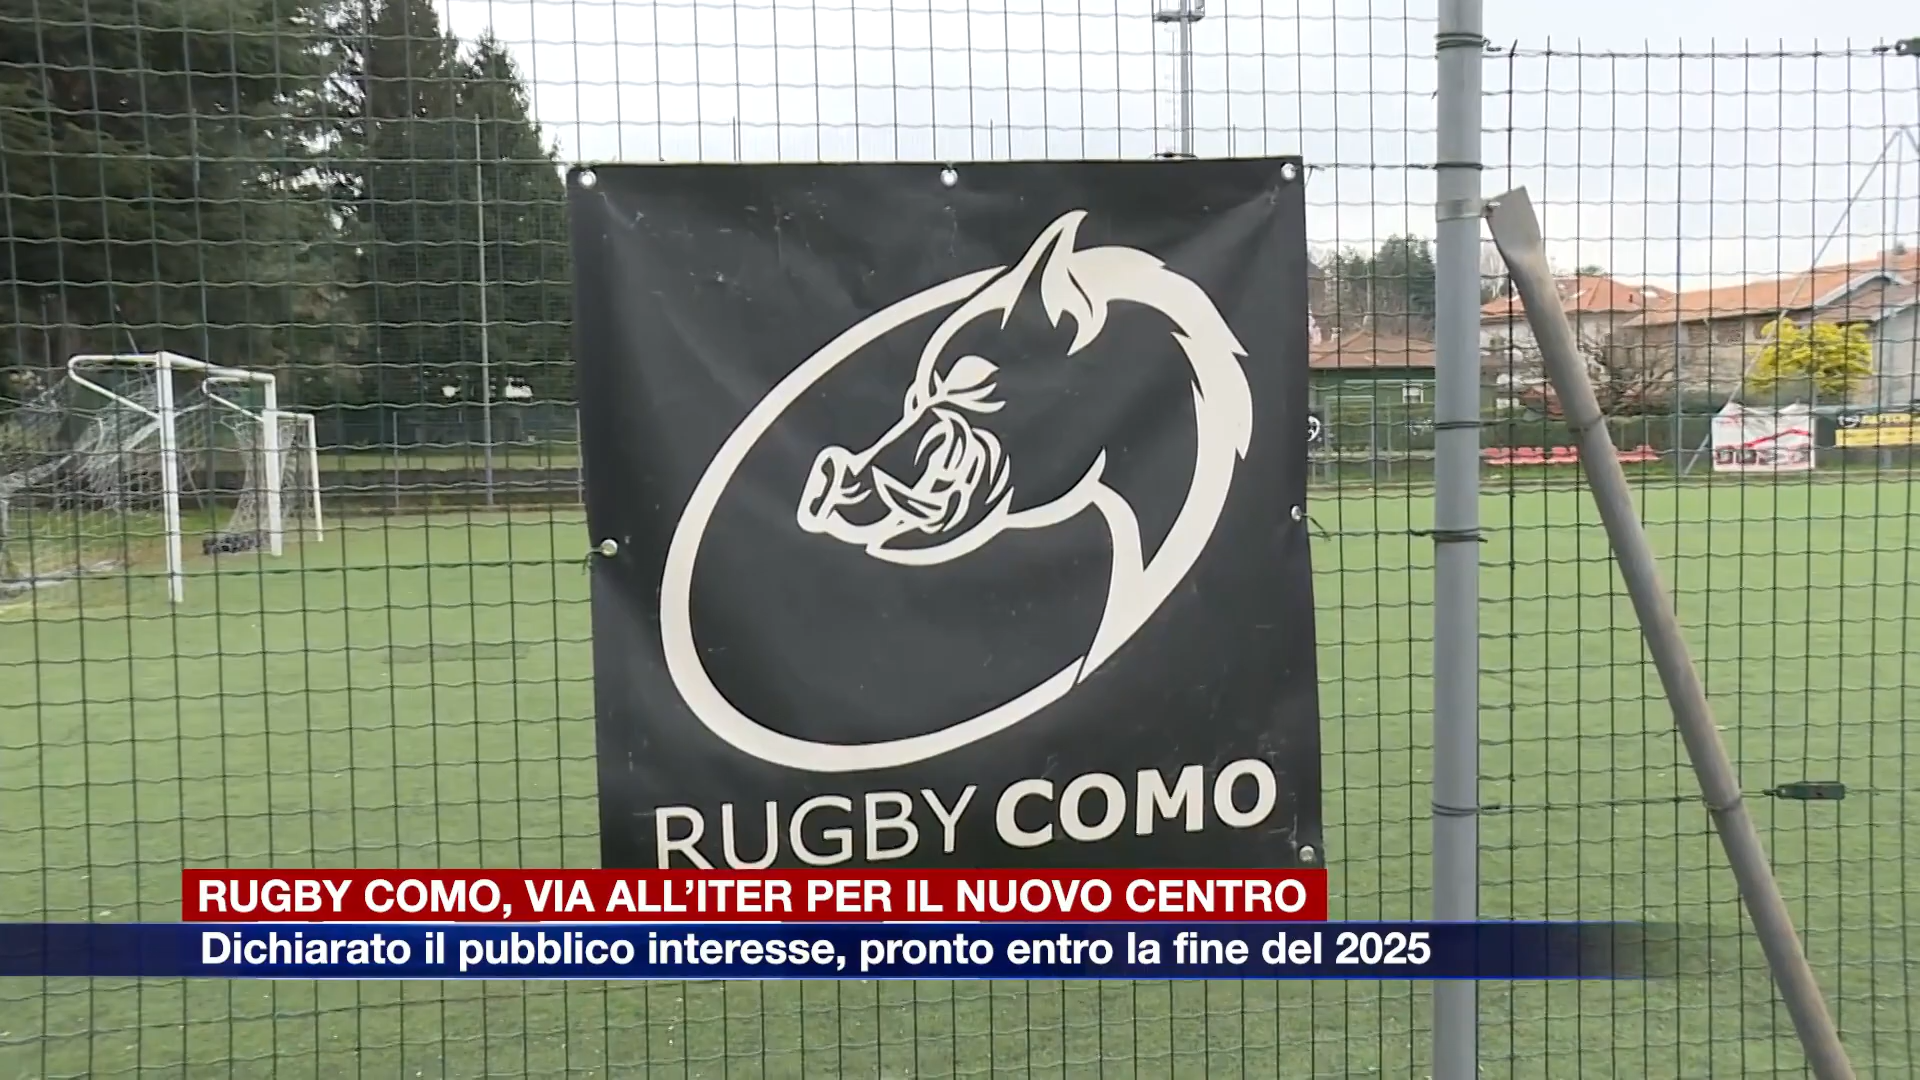 RUGBY COMO
RUGBY COMO, VIA ALL’ITER PER IL NUOVO CENTRO
Dichiarato il pubblico interesse, pronto entro la fine del 2025